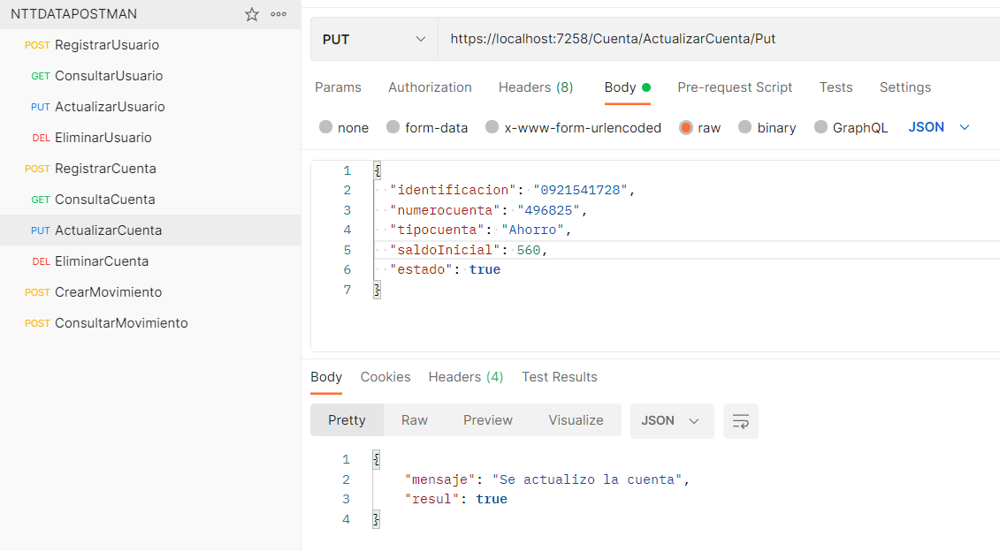 NTTDATAPOSTMAN
POST RegistrarUsuario
GET ConsultarUsuario
PUT ActualizarUsuario
DEL EliminarUsuario
POST RegistrarCuenta
GET ConsultaCuenta
PUT ActualizarCuenta
DEL EliminarCuenta
POST CrearMovimiento
POST ConsultarMovimiento
PUT https://localhost:7258/Cuenta/ActualizarCuenta/Put
Params Authorization Headers (8) Body Pre-request Script Tests Settings
none form-data x-www-form-urlencoded raw binary GraphQL JSON
1 {
2 "identificacion": "0921541728",
3 "numerocuenta": "496825",
4 "tipocuenta": "Ahorro",
5 "saldoInicial": 560,
6 "estado": true
7 }
Body Cookies Headers (4) Test Results
Pretty Raw Preview Visualize JSON
1 {
2 "mensaje": "Se actualizo la cuenta",
3 "resul": true
4 }